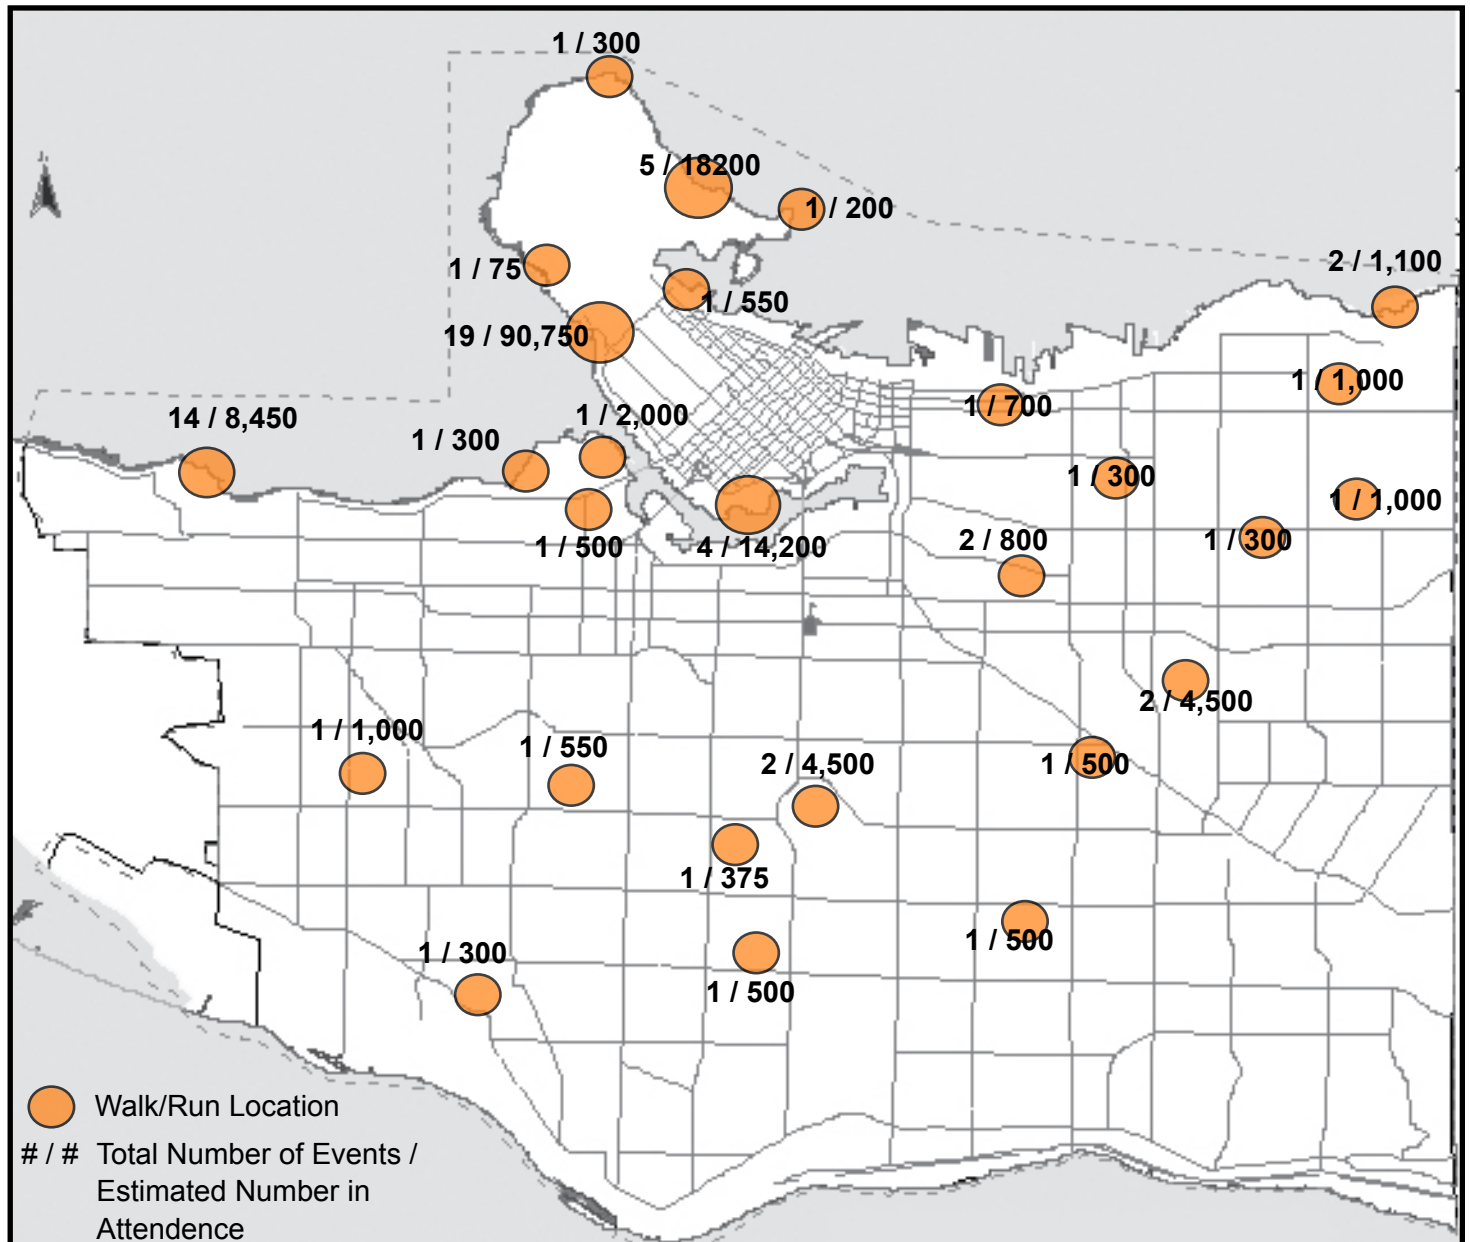 1 / 300
5 / 18200
1 / 200
1 / 75
2 / 1,100
1 / 550
19 / 90,750
1 / 1,000
1 / 700
14 / 8,450
1 / 2,000
1 / 300
1 / 300
1 / 1,000
1 / 500
4 / 14,200
2 / 800
1 / 300
2 / 4,500
1 / 1,000
1 / 550
2 / 4,500
1 / 500
1 / 375
1 / 500
1 / 300
1 / 500
Walk/Run Location
# / # Total Number of Events /
Estimated Number in
Attendence